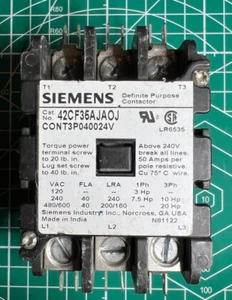 T1 T2 T3
SIEMENS Definite Purpose Contactor
Cat. No. 42CF35AJAOJ
CONT3P040024V
LR6535
Torque power terminal screw to 20 lb. in. Lug set screw to 40 lb. in.
Above 240V break all lines. 50 Amps per pole resistive. Cu 75° C wire.
VAC FLA LRA 1Ph 3Ph
120 -- -- 3 Hp --
240 40 240 7.5 Hp 10 Hp
480/600 40 200/160 -- 20 Hp
Siemens Industry Inc., Norcross, GA USA
Made in India N61122
L1 L2 L3